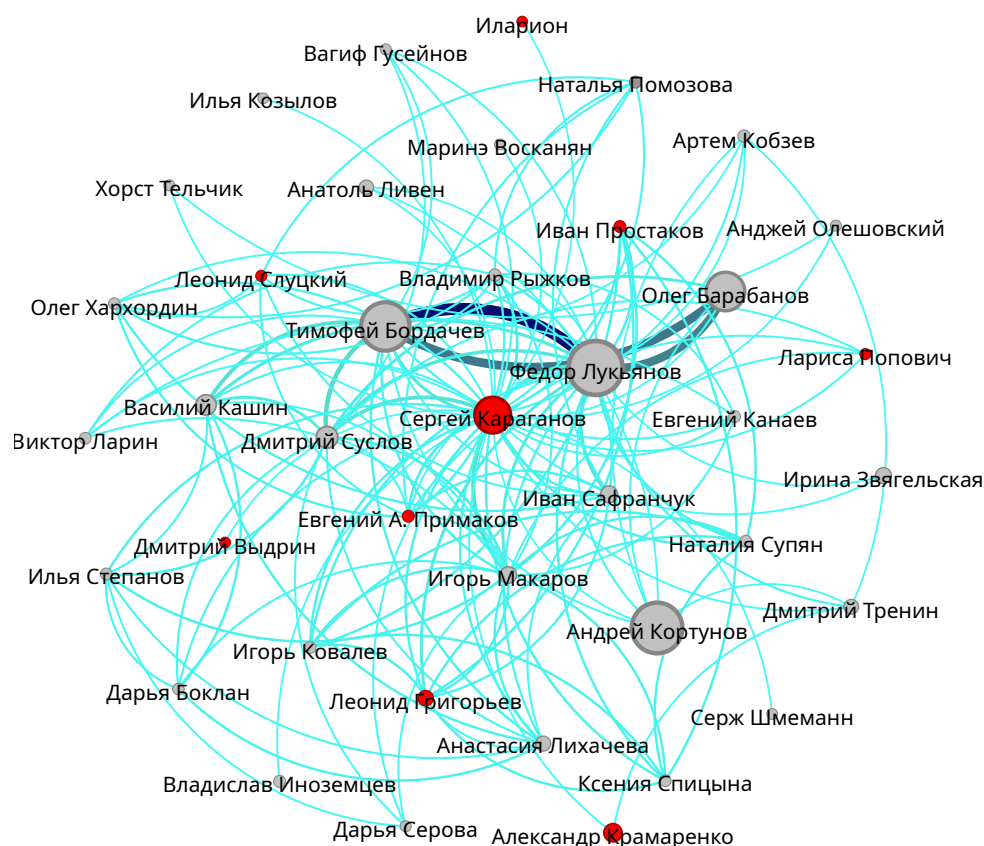 Иларион
Вагиф Гусейнов
Наталья Помозова
Илья Козылов
Артем Кобзев
Маринэ Восканян
Хорст Тельчик
Анатоль Ливен
Иван Простаков
Анджей Олешовский
Леонид Слуцкий
Владимир Рыжков
Олег Хархордин
Олег Барабанов
Тимофей Бордачев
Лариса Попович
Федор Лукьянов
Василий Кашин
Сергей Караганов
Евгений Канаев
Виктор Ларин
Дмитрий Суслов
Ирина Звягельская
Иван Сафранчук
Евгений А. Примаков
Дмитрий Выдрин
Наталия Супян
Илья Степанов
Игорь Макаров
Дмитрий Тренин
Андрей Кортунов
Игорь Ковалев
Дарья Боклан
Леонид Григорьев
Серж Шмеманн
Анастасия Лихачева
Владислав Иноземцев
Ксения Спицына
Дарья Серова
Александр Крамаренко